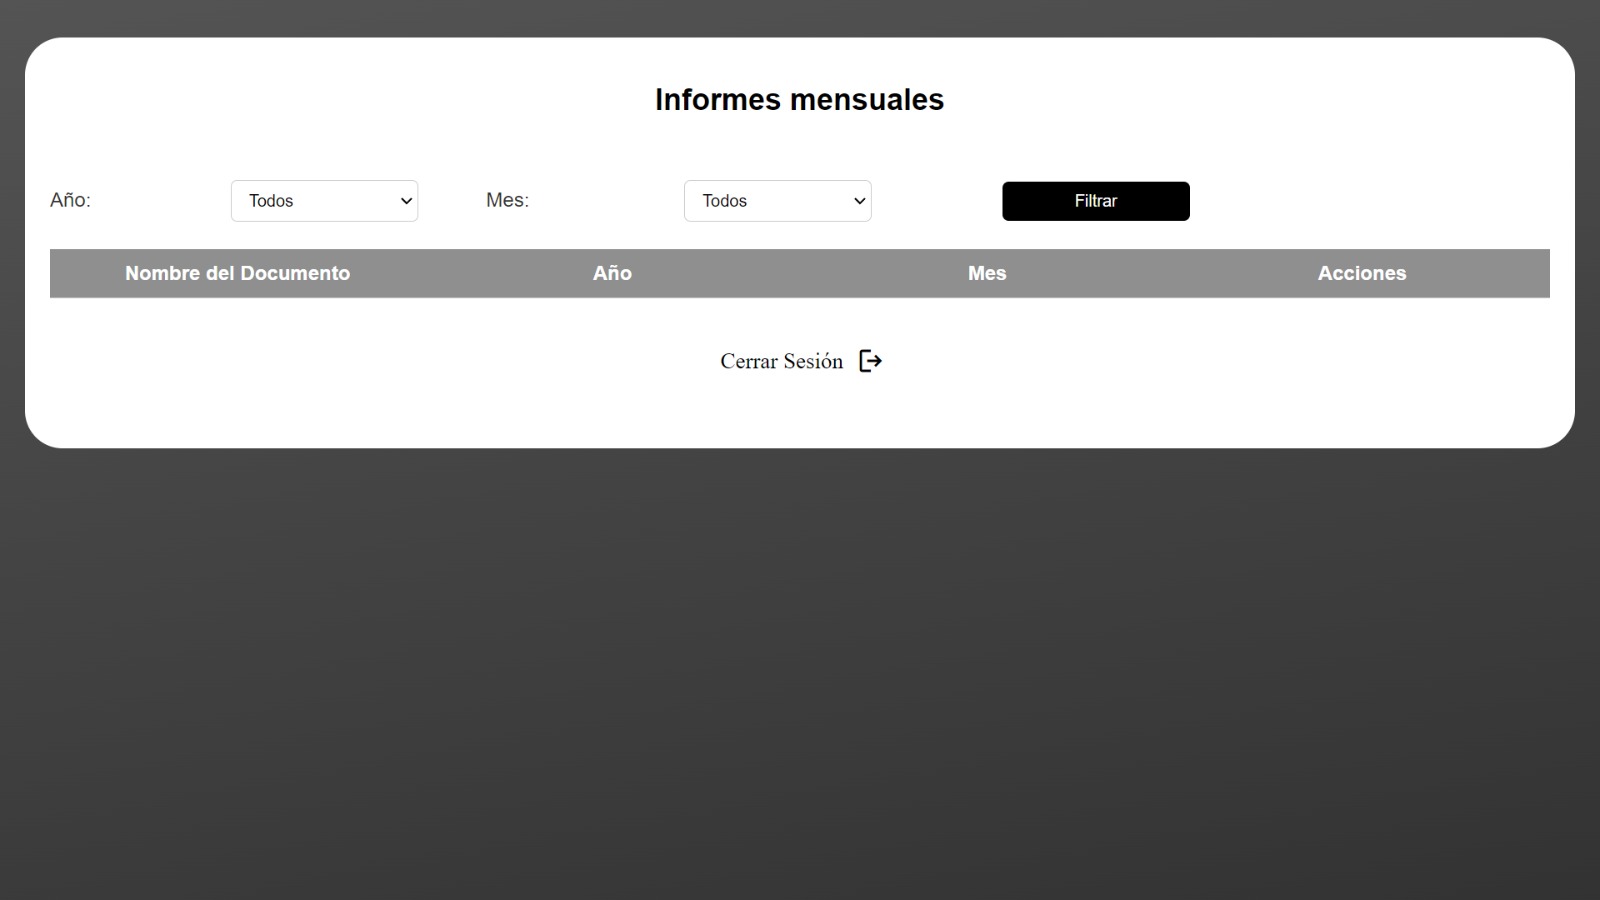 Informes mensuales
Año: Todos Mes: Todos Filtrar
Nombre del Documento Año Mes Acciones
Cerrar Sesión